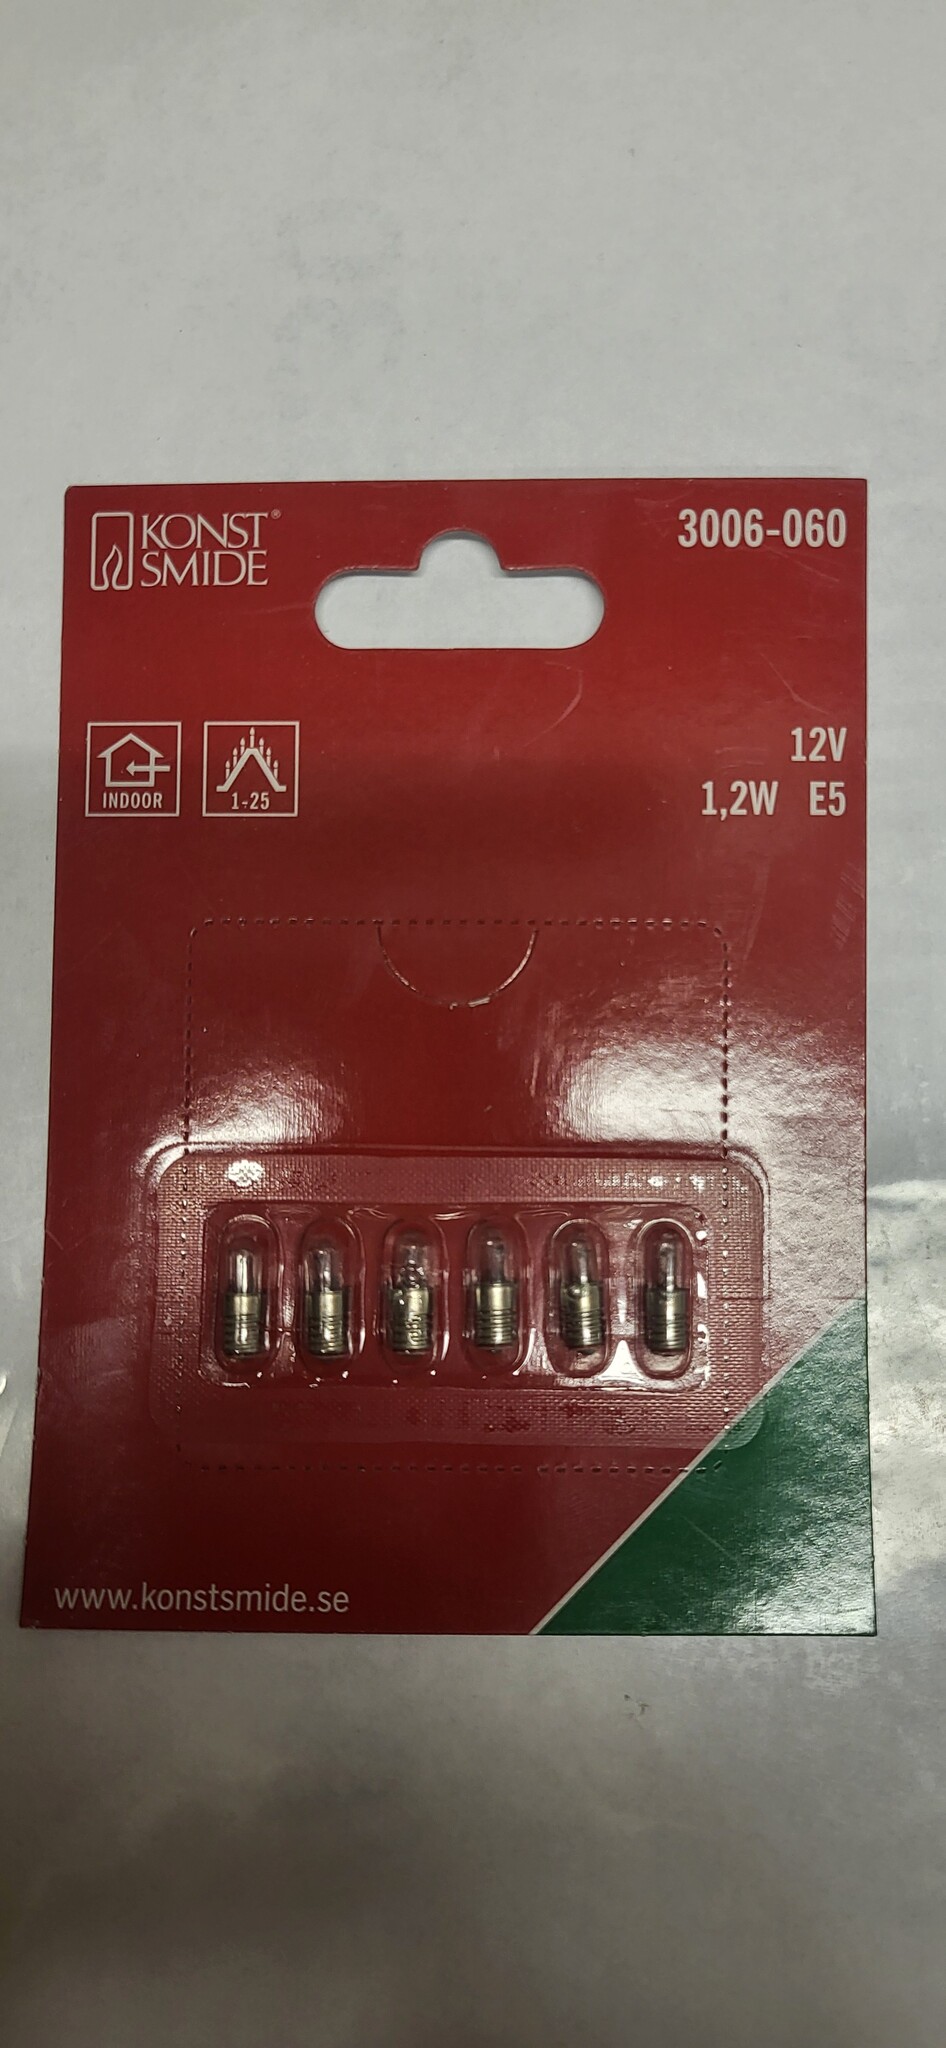 KONST®
SMIDE
3006-060
INDOOR
1-25
12V
1,2W E5
www.konstsmide.se